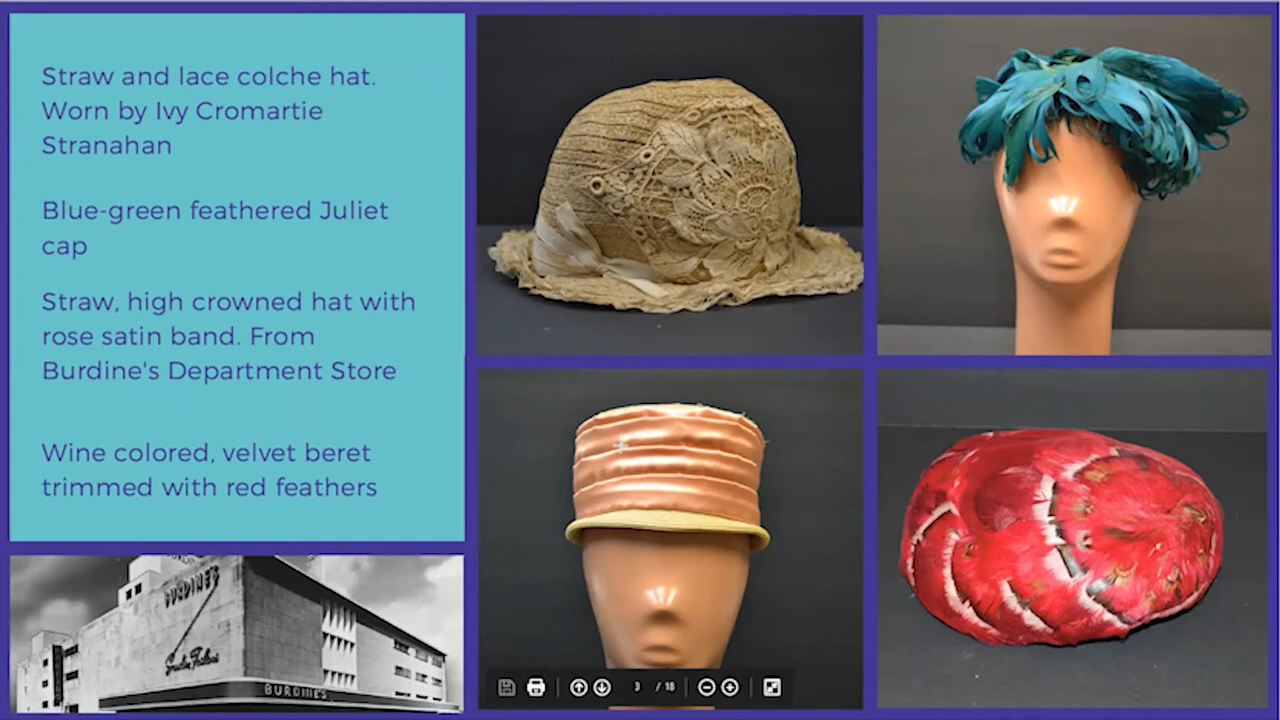 Straw and lace colche hat.
Worn by Ivy Cromartie
Stranahan
Blue-green feathered Juliet
cap
Straw, high crowned hat with
rose satin band. From
Burdine's Department Store
Wine colored, velvet beret
trimmed with red feathers
BURDINE'S
BURDINE'S
3 / 18